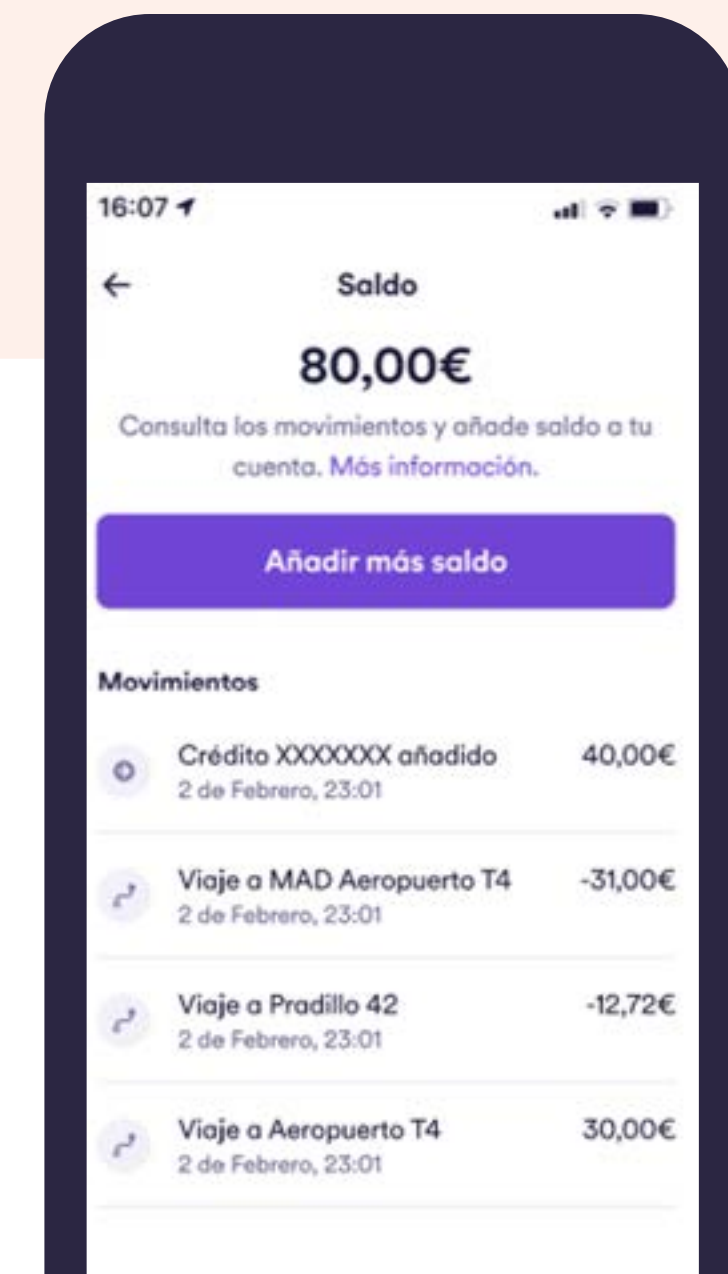 16:07
Saldo
80,00€
Consulta los movimientos y añade saldo a tu
cuenta. Más información.
Añadir más saldo
Movimientos
Crédito XXXXXXX añadido 40,00€
2 de Febrero, 23:01
Viaje a MAD Aeropuerto T4 -31,00€
2 de Febrero, 23:01
Viaje a Pradillo 42 -12,72€
2 de Febrero, 23:01
Viaje a Aeropuerto T4 30,00€
2 de Febrero, 23:01